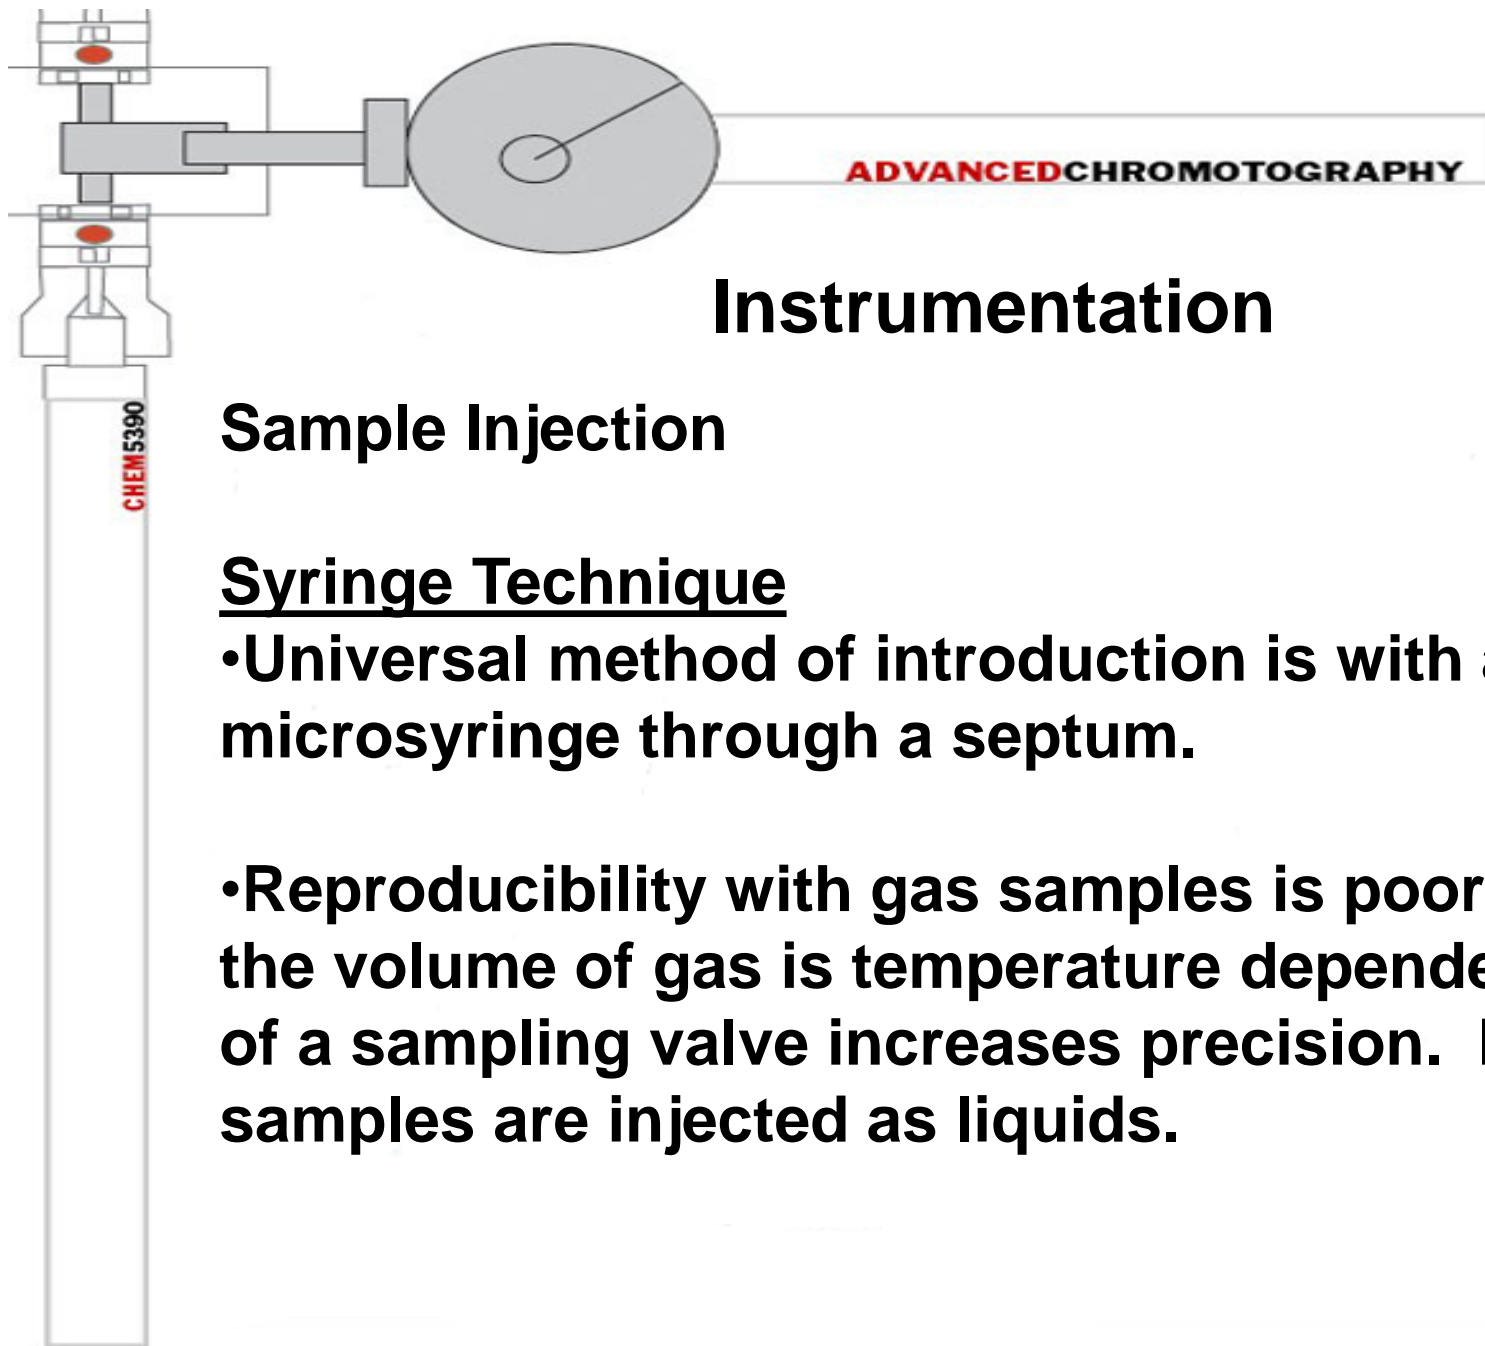 ADVANCEDCHROMOTOGRAPHY
Instrumentation
CHEM5390
Sample Injection
Syringe Technique
•Universal method of introduction is with
microsyringe through a septum.
•Reproducibility with gas samples is poor
the volume of gas is temperature
of a sampling valve increases precision.
samples are injected as liquids.